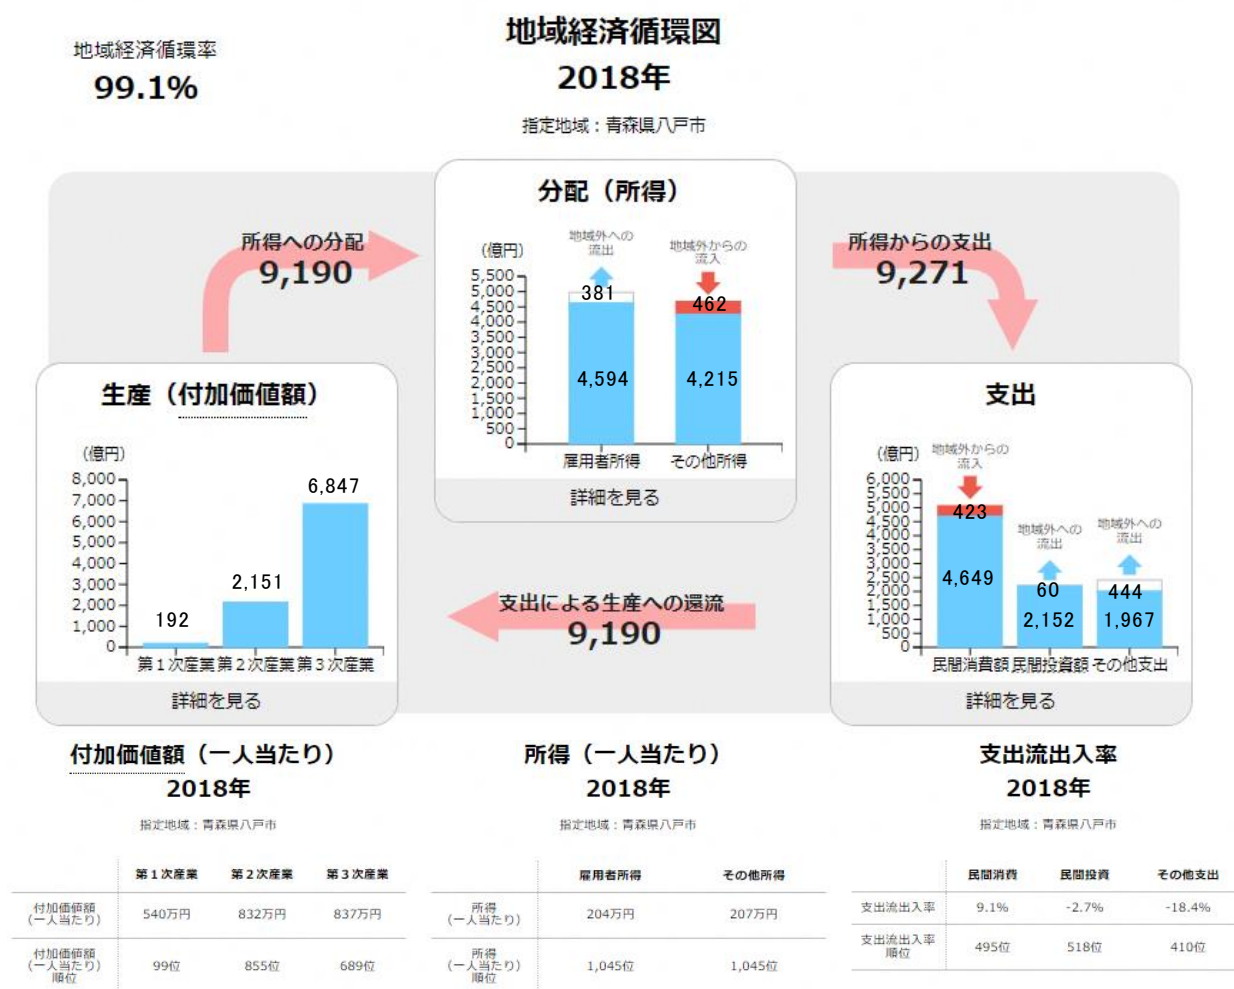 地域経済循環率
99.1%
地域経済循環図
2018年
指定地域：青森県八戸市
所得への分配
9,190
分配（所得）
（億円）
地域外への
流出
地域外からの
流入
5,500
5,000
4,500
4,000
3,500
3,000
2,500
2,000
1,500
1,000
500
0
381
4,594
462
4,215
雇用者所得
その他所得
詳細を見る
所得からの支出
9,271
生産（付加価値額）
（億円）
8,000
7,000
6,000
5,000
4,000
3,000
2,000
1,000
0
192
2,151
6,847
第１次産業
第２次産業
第３次産業
詳細を見る
支出による生産への還流
9,190
支出
（億円）
地域外からの
流入
地域外への
流出
地域外への
流出
6,000
5,500
5,000
4,500
4,000
3,500
3,000
2,500
2,000
1,500
1,000
500
0
423
4,649
60
2,152
444
1,967
民間消費額
民間投資額
その他支出
詳細を見る
付加価値額（一人当たり）
2018年
指定地域：青森県八戸市
第１次産業 第２次産業 第３次産業
付加価値額
（一人当たり）
540万円 832万円 837万円
付加価値額
（一人当たり）
順位
99位 855位 689位
所得（一人当たり）
2018年
指定地域：青森県八戸市
雇用者所得 その他所得
所得
（一人当たり）
204万円 207万円
所得
（一人当たり）
順位
1,045位 1,045位
支出流出入率
2018年
指定地域：青森県八戸市
民間消費 民間投資 その他支出
支出流出入率 9.1% -2.7% -18.4%
支出流出入率
順位
495位 518位 410位